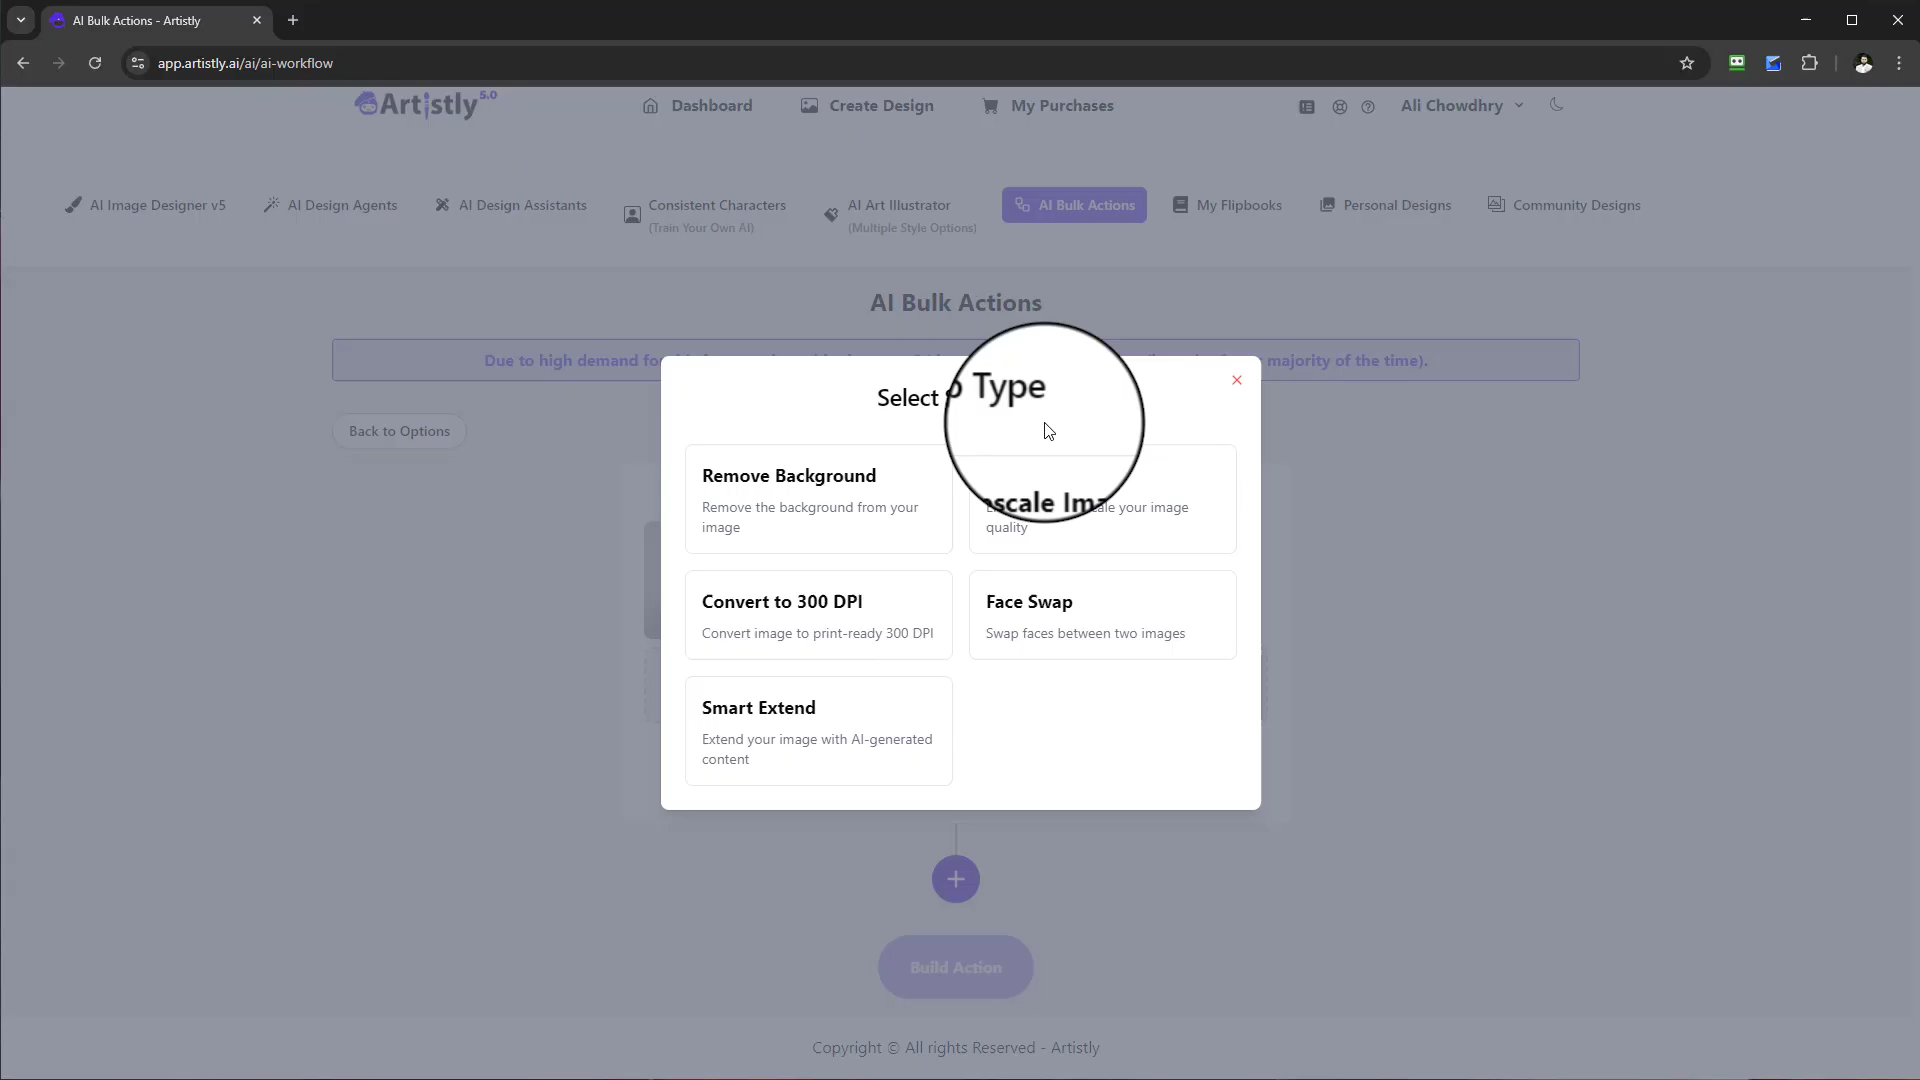 AI Bulk Actions - Artistly
app.artistly.ai/ai/ai-workflow
Artistly 5.0
Dashboard
Create Design
My Purchases
Ali Chowdhry
AI Image Designer v5
AI Design Agents
AI Design Assistants
Consistent Characters
(Train Your Own AI)
AI Art Illustrator
(Multiple Style Options)
AI Bulk Actions
My Flipbooks
Personal Designs
Community Designs
AI Bulk Actions
Due to high demand for
majority of the time).
Back to Options
Select
Type
Remove Background
Remove the background from your
image
your image
quality
Convert to 300 DPI
Convert image to print-ready 300 DPI
Face Swap
Swap faces between two images
Smart Extend
Extend your image with AI-generated
content
Build Action
Copyright © All rights Reserved - Artistly